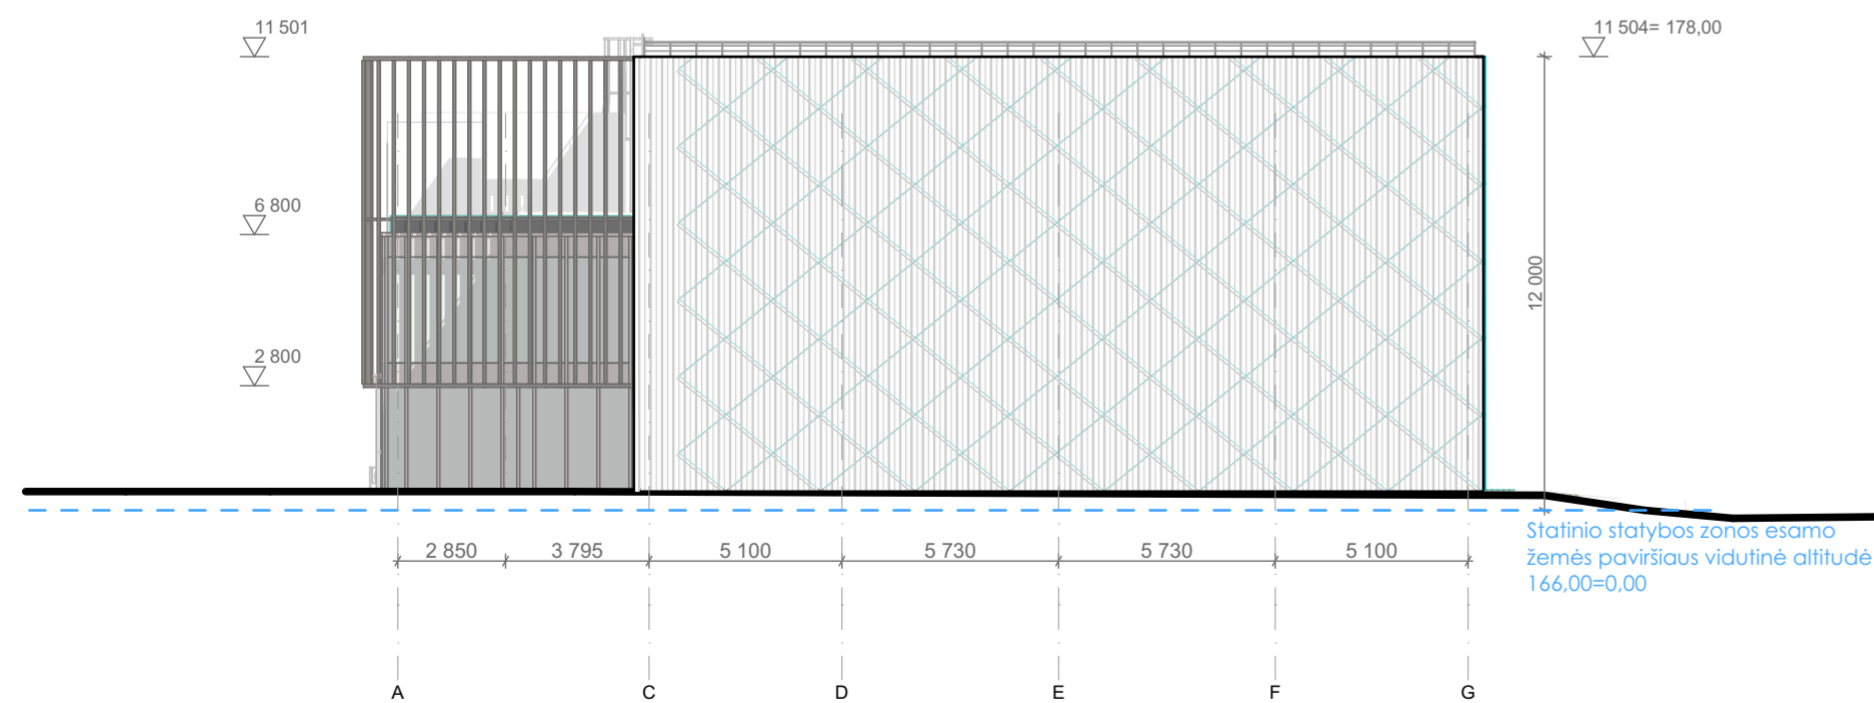 11 501
11 504= 178,00
6 800
2 800
12 000
Statinio statybos zonos esamo
žemės paviršiaus vidutinė altitudė
166,00=0,00
2 850
3 795
5 100
5 730
5 730
5 100
A
C
D
E
F
G